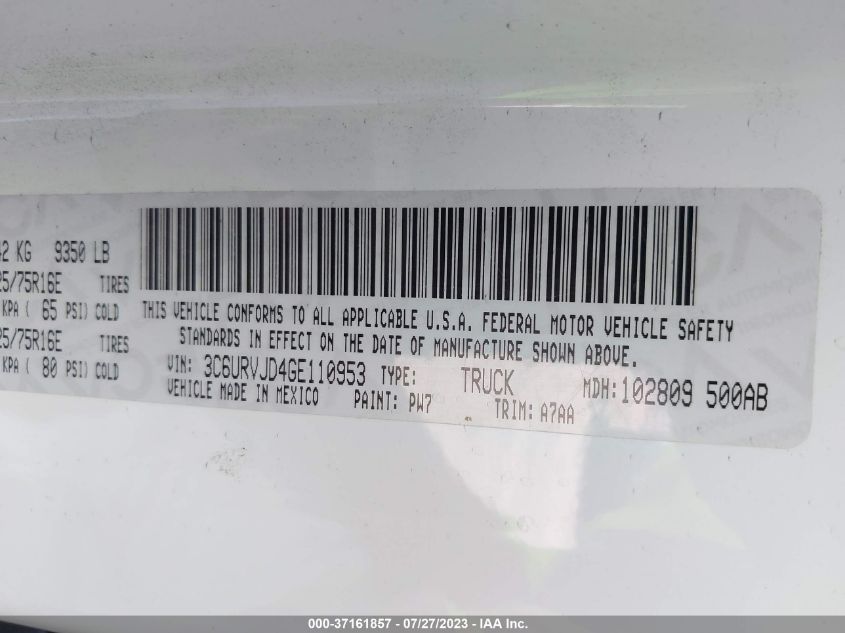 42 KG 9350 LB
25/75R16E TIRES
KPA ( 65 PSI) COLD
25/75R16E TIRES
KPA ( 80 PSI) COLD
THIS VEHICLE CONFORMS TO ALL APPLICABLE U.S.A. FEDERAL MOTOR VEHICLE SAFETY
STANDARDS IN EFFECT ON THE DATE OF MANUFACTURE SHOWN ABOVE.
VIN: 3C6URVJD4GE110953 TYPE: TRUCK MDH: 102809 500AB
VEHICLE MADE IN MEXICO PAINT: PW7 TRIM: A7AA
000-37161857 - 07/27/2023 - IAA Inc.